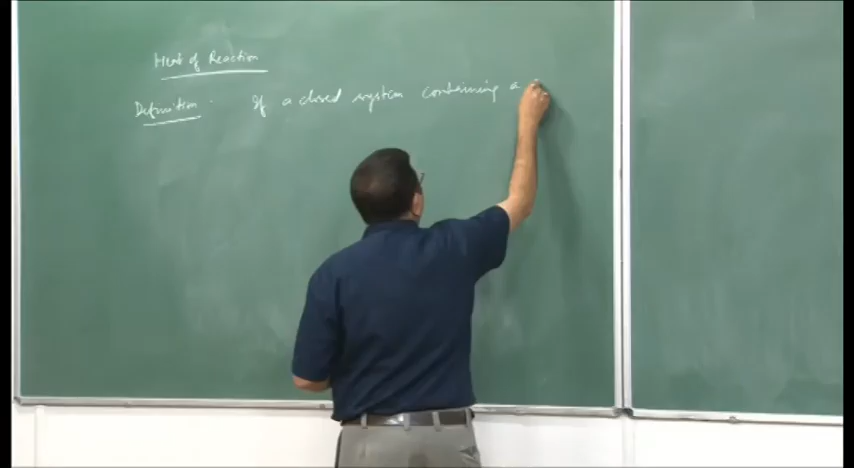 Heat of Reaction
Definition: If a closed system containing a